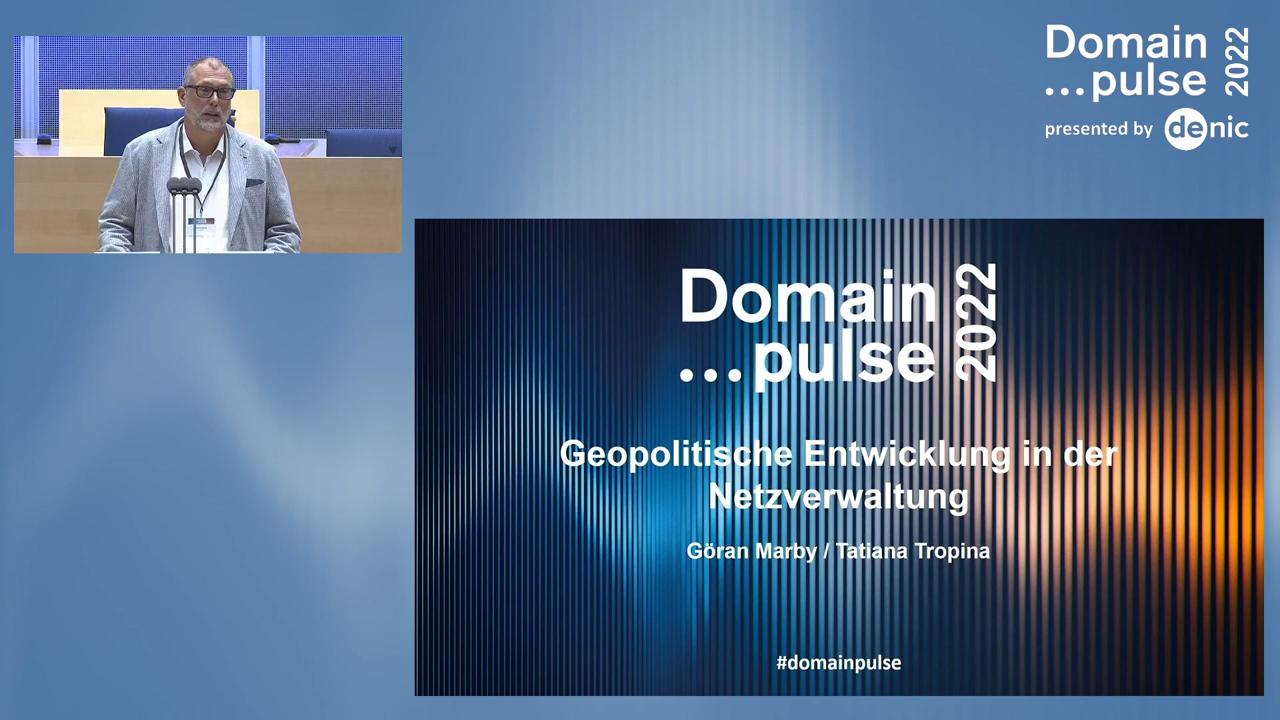 Domain
...pulse
2022
presented by denic
Domain
...pulse
2022
Geopolitische Entwicklung in der
Netzverwaltung
Göran Marby / Tatiana Tropina
#domainpulse